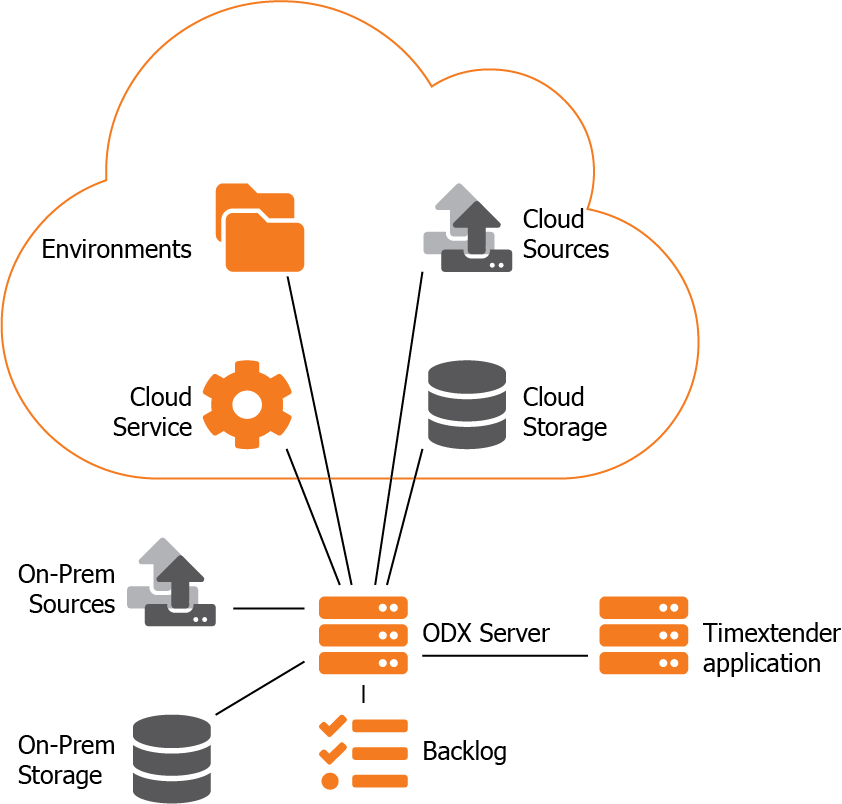 Environments
Cloud
Sources
Cloud
Service
Cloud
Storage
On-Prem
Sources
ODX Server
Timextender
application
On-Prem
Storage
Backlog